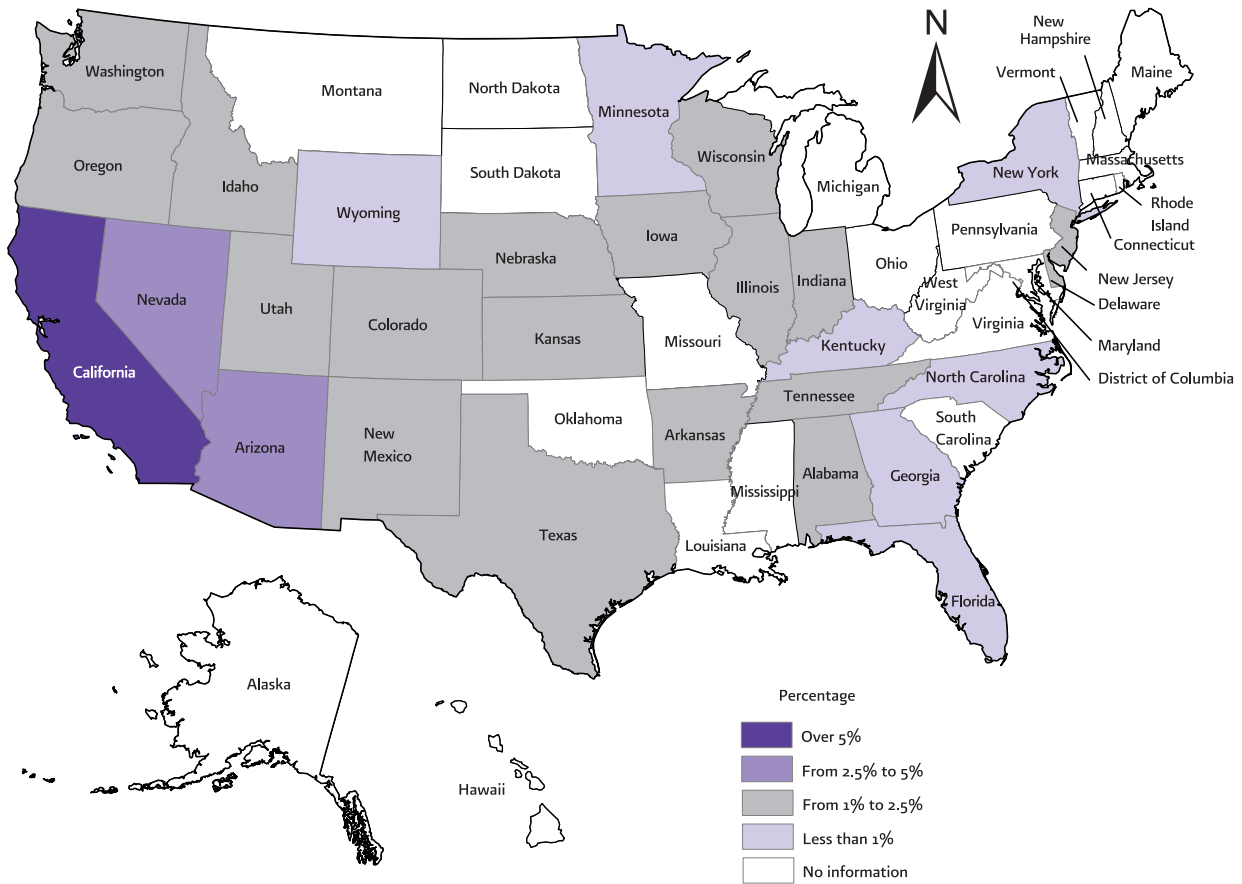 N
New
Hampshire
Vermont
Maine
Washington
Montana
North Dakota
Minnesota
Oregon
Idaho
South Dakota
Wisconsin
Michigan
New York
Massachusetts
Rhode
Island
Connecticut
Wyoming
Nebraska
Iowa
Pennsylvania
New Jersey
Delaware
Maryland
District of Columbia
Nevada
Utah
Colorado
Kansas
Illinois
Indiana
Ohio
West
Virginia
Virginia
California
Missouri
Kentucky
North Carolina
Arizona
New
Mexico
Oklahoma
Arkansas
Tennessee
South
Carolina
Texas
Louisiana
Mississippi
Alabama
Georgia
Florida
Alaska
Hawaii
Percentage
Over 5%
From 2.5% to 5%
From 1% to 2.5%
Less than 1%
No information